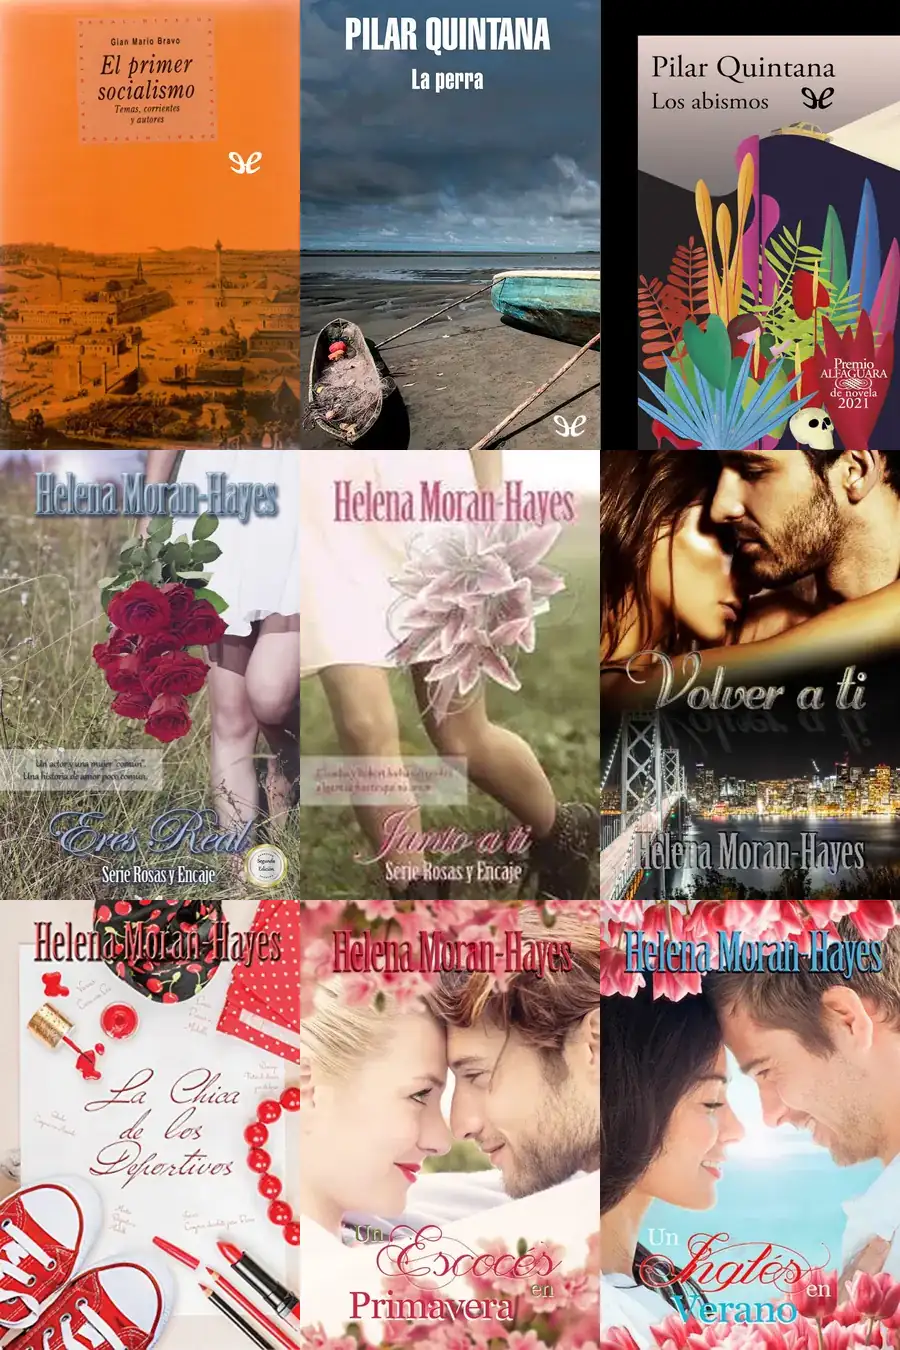 Gian Mario Bravo
El primer
socialismo
Temas, corrientes
y autores
PILAR QUINTANA
La perra
Pilar Quintana
Los abismos
Premio
ALFAGUARA
de novela
2021
Helena Moran-Hayes
Un actor y una mujer "común".
Una historia de amor poco común.
Eres Real
Serie Rosas y Encaje
Segunda
Edición
Helena Moran-Hayes
Junto a ti
Serie Rosas y Encaje
Volver a ti
Helena Moran-Hayes
Helena Moran-Hayes
La Chica
de los
Deportivos
Helena Moran-Hayes
Un
Escocés
en
Primavera
Helena Moran-Hayes
Un
Inglés
en
Verano